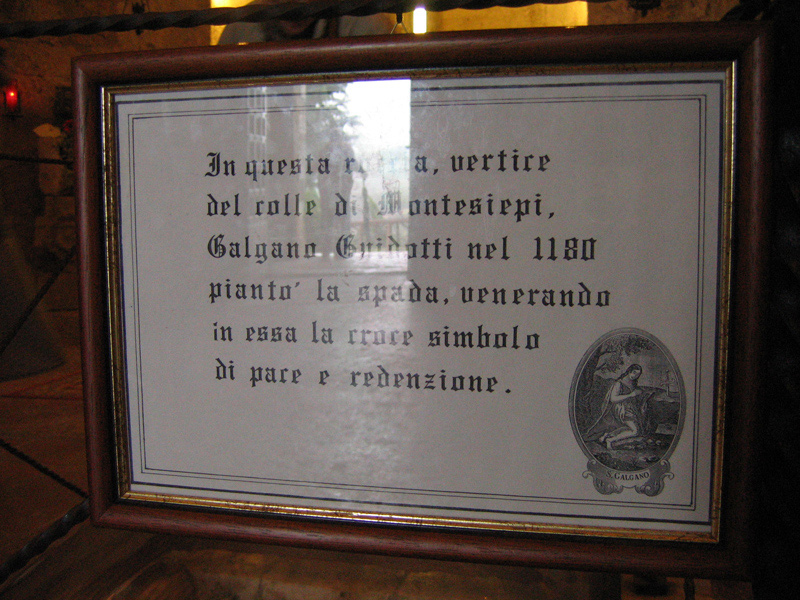 In questa roccia, vertice
del colle di Montesiepi,
Galgano Guidotti nel 1180
pianto' la spada, venerando
in essa la croce simbolo
di pace e redenzione.
S. GALGANO